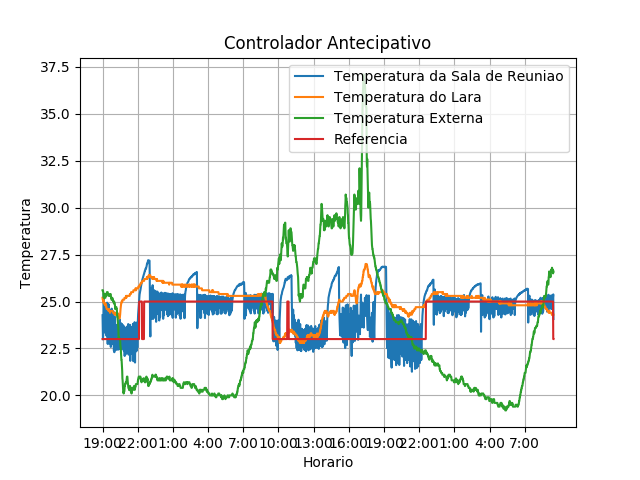 Controlador Antecipativo
Temperatura da Sala de Reuniao
Temperatura do Lara
Temperatura Externa
Referencia
Temperatura
37.5
35.0
32.5
30.0
27.5
25.0
22.5
20.0
19:00 22:00 1:00 4:00 7:00 10:00 13:00 16:00 19:00 22:00 1:00 4:00 7:00
Horario